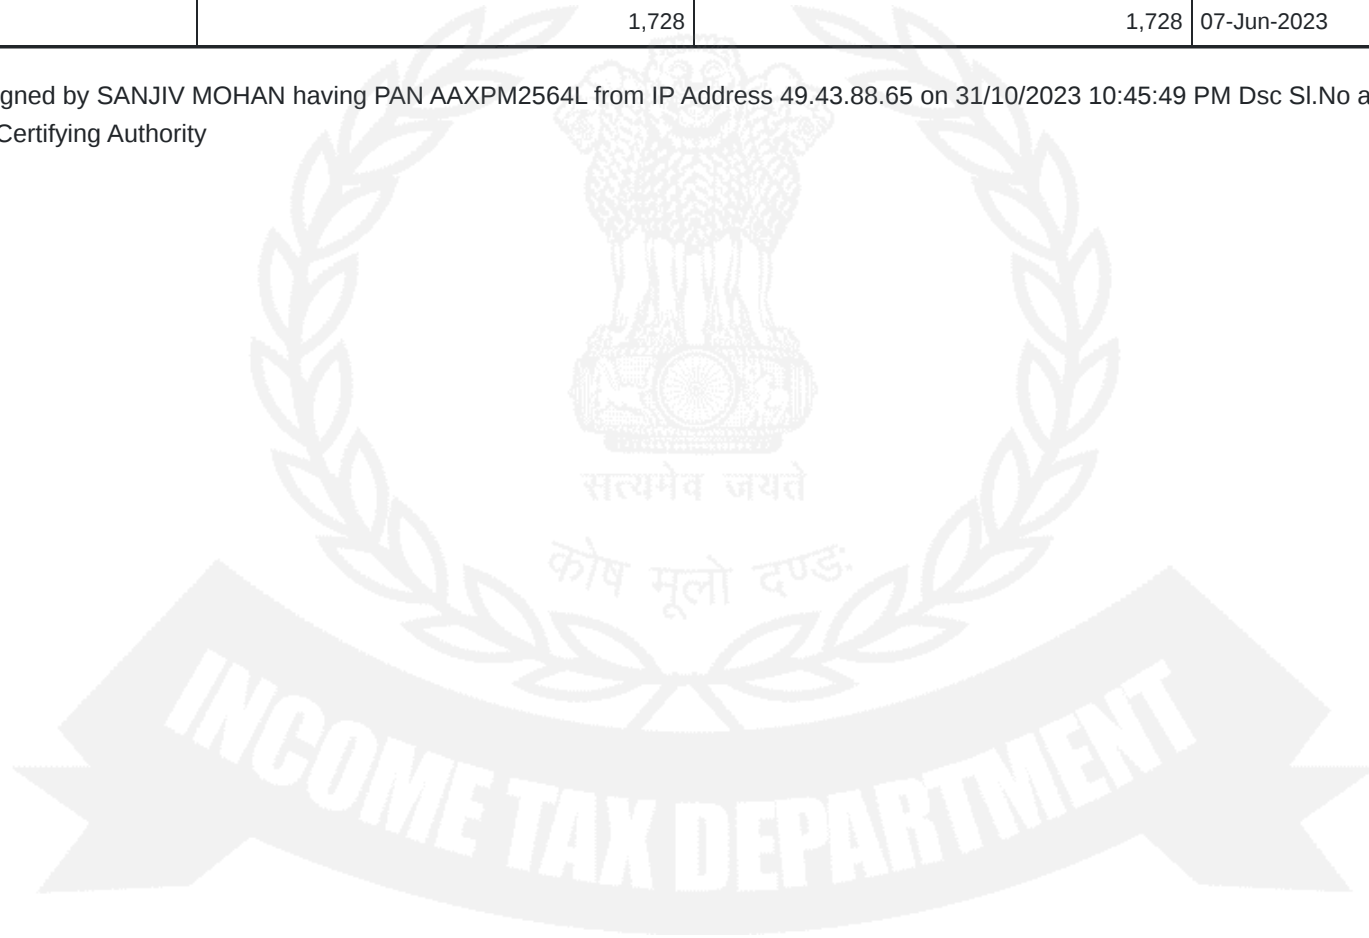 1,728 1,728 07-Jun-2023
gned by SANJIV MOHAN having PAN AAXPM2564L from IP Address 49.43.88.65 on 31/10/2023 10:45:49 PM Dsc Sl.No a
Certifying Authority
सत्यमेव जयते
कोष मूलो दण्डः
INCOME TAX DEPARTMENT